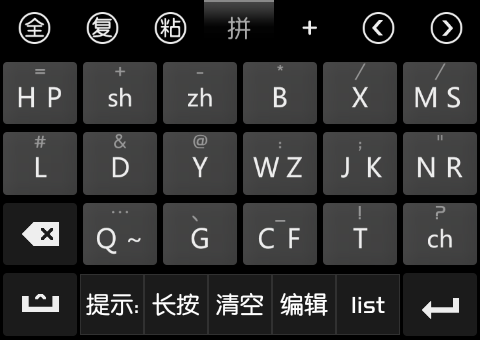 全 复 粘 拼 + < >
= + - * / /
H P sh zh B X M S
# & @ : ; "
L D Y W Z J K N R
... 、 _ ! ?
Q ~ G C F T ch
提示: 长按 清空 编辑 list